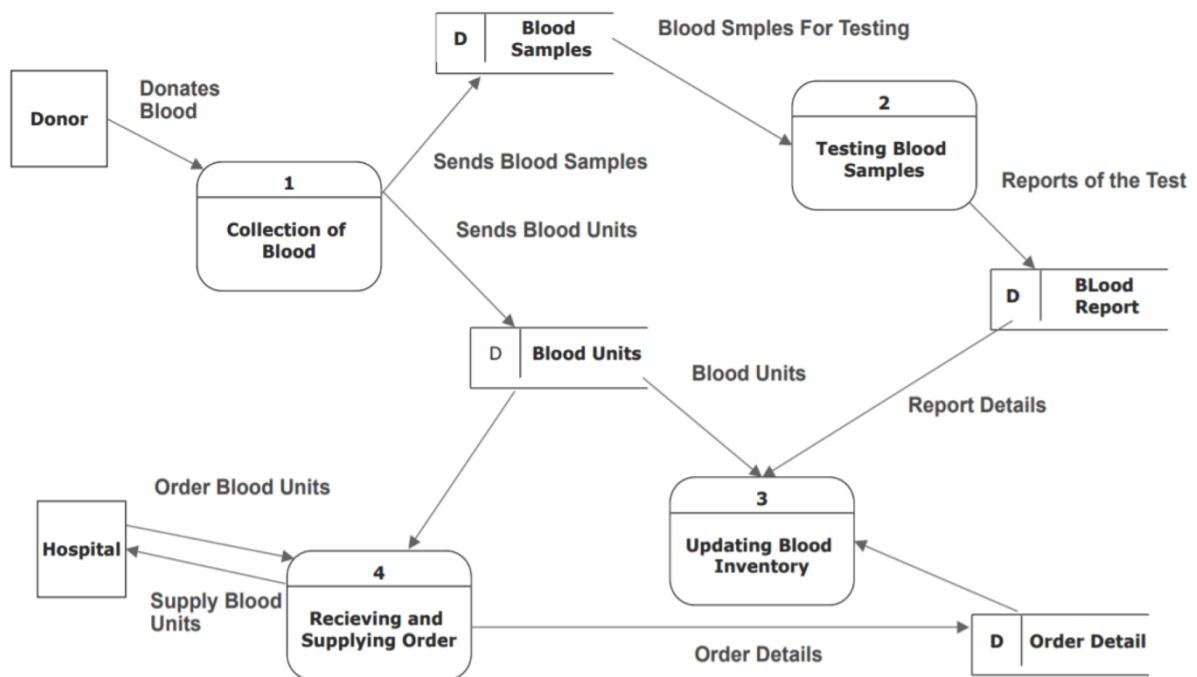 D
Blood
Samples
Blood Smples For Testing
Donor
Donates
Blood
2
Testing Blood
Samples
Sends Blood Samples
1
Collection of
Blood
Reports of the Test
Sends Blood Units
D
BLood
Report
D
Blood Units
Blood Units
Report Details
Order Blood Units
3
Updating Blood
Inventory
Hospital
4
Recieving and
Supplying Order
Supply Blood
Units
Order Details
D
Order Detail